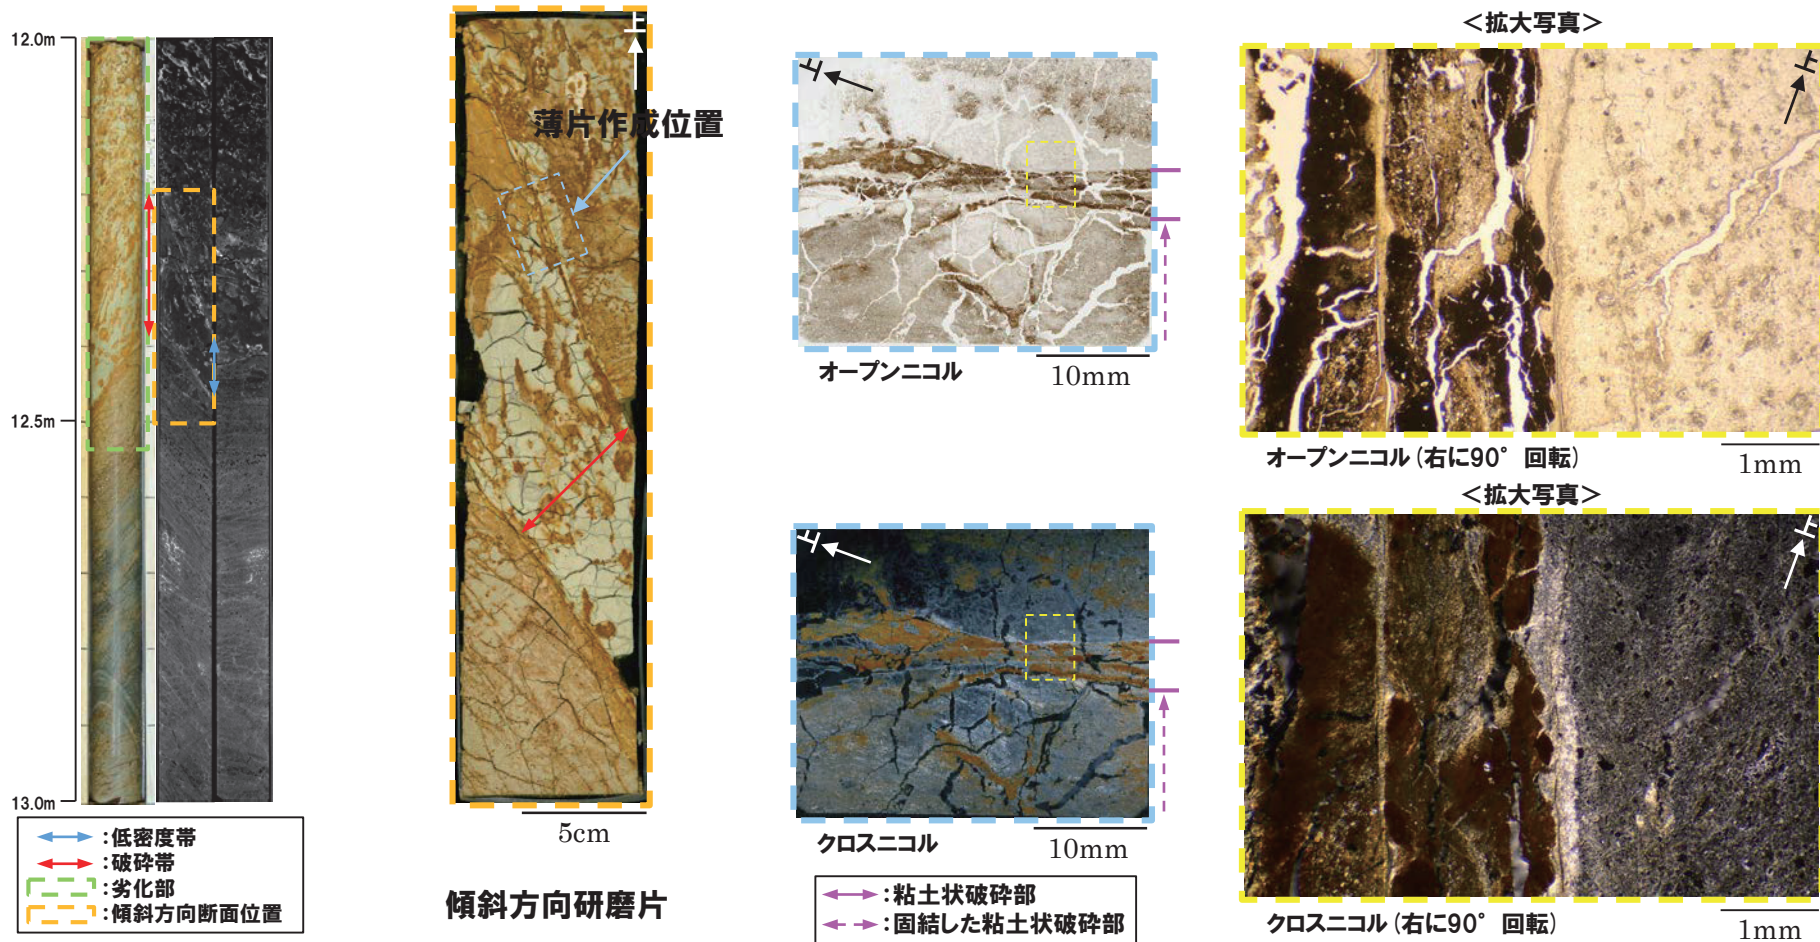 12.0m
12.5m
13.0m
:低密度帯
:破砕帯
:劣化部
:傾斜方向断面位置
上
薄片作成位置
5cm
傾斜方向研磨片
上
オープンニコル
10mm
上
クロスニコル
10mm
:粘土状破砕部
:固結した粘土状破砕部
<拡大写真>
上
オープンニコル (右に90° 回転)
1mm
<拡大写真>
上
クロスニコル (右に90° 回転)
1mm